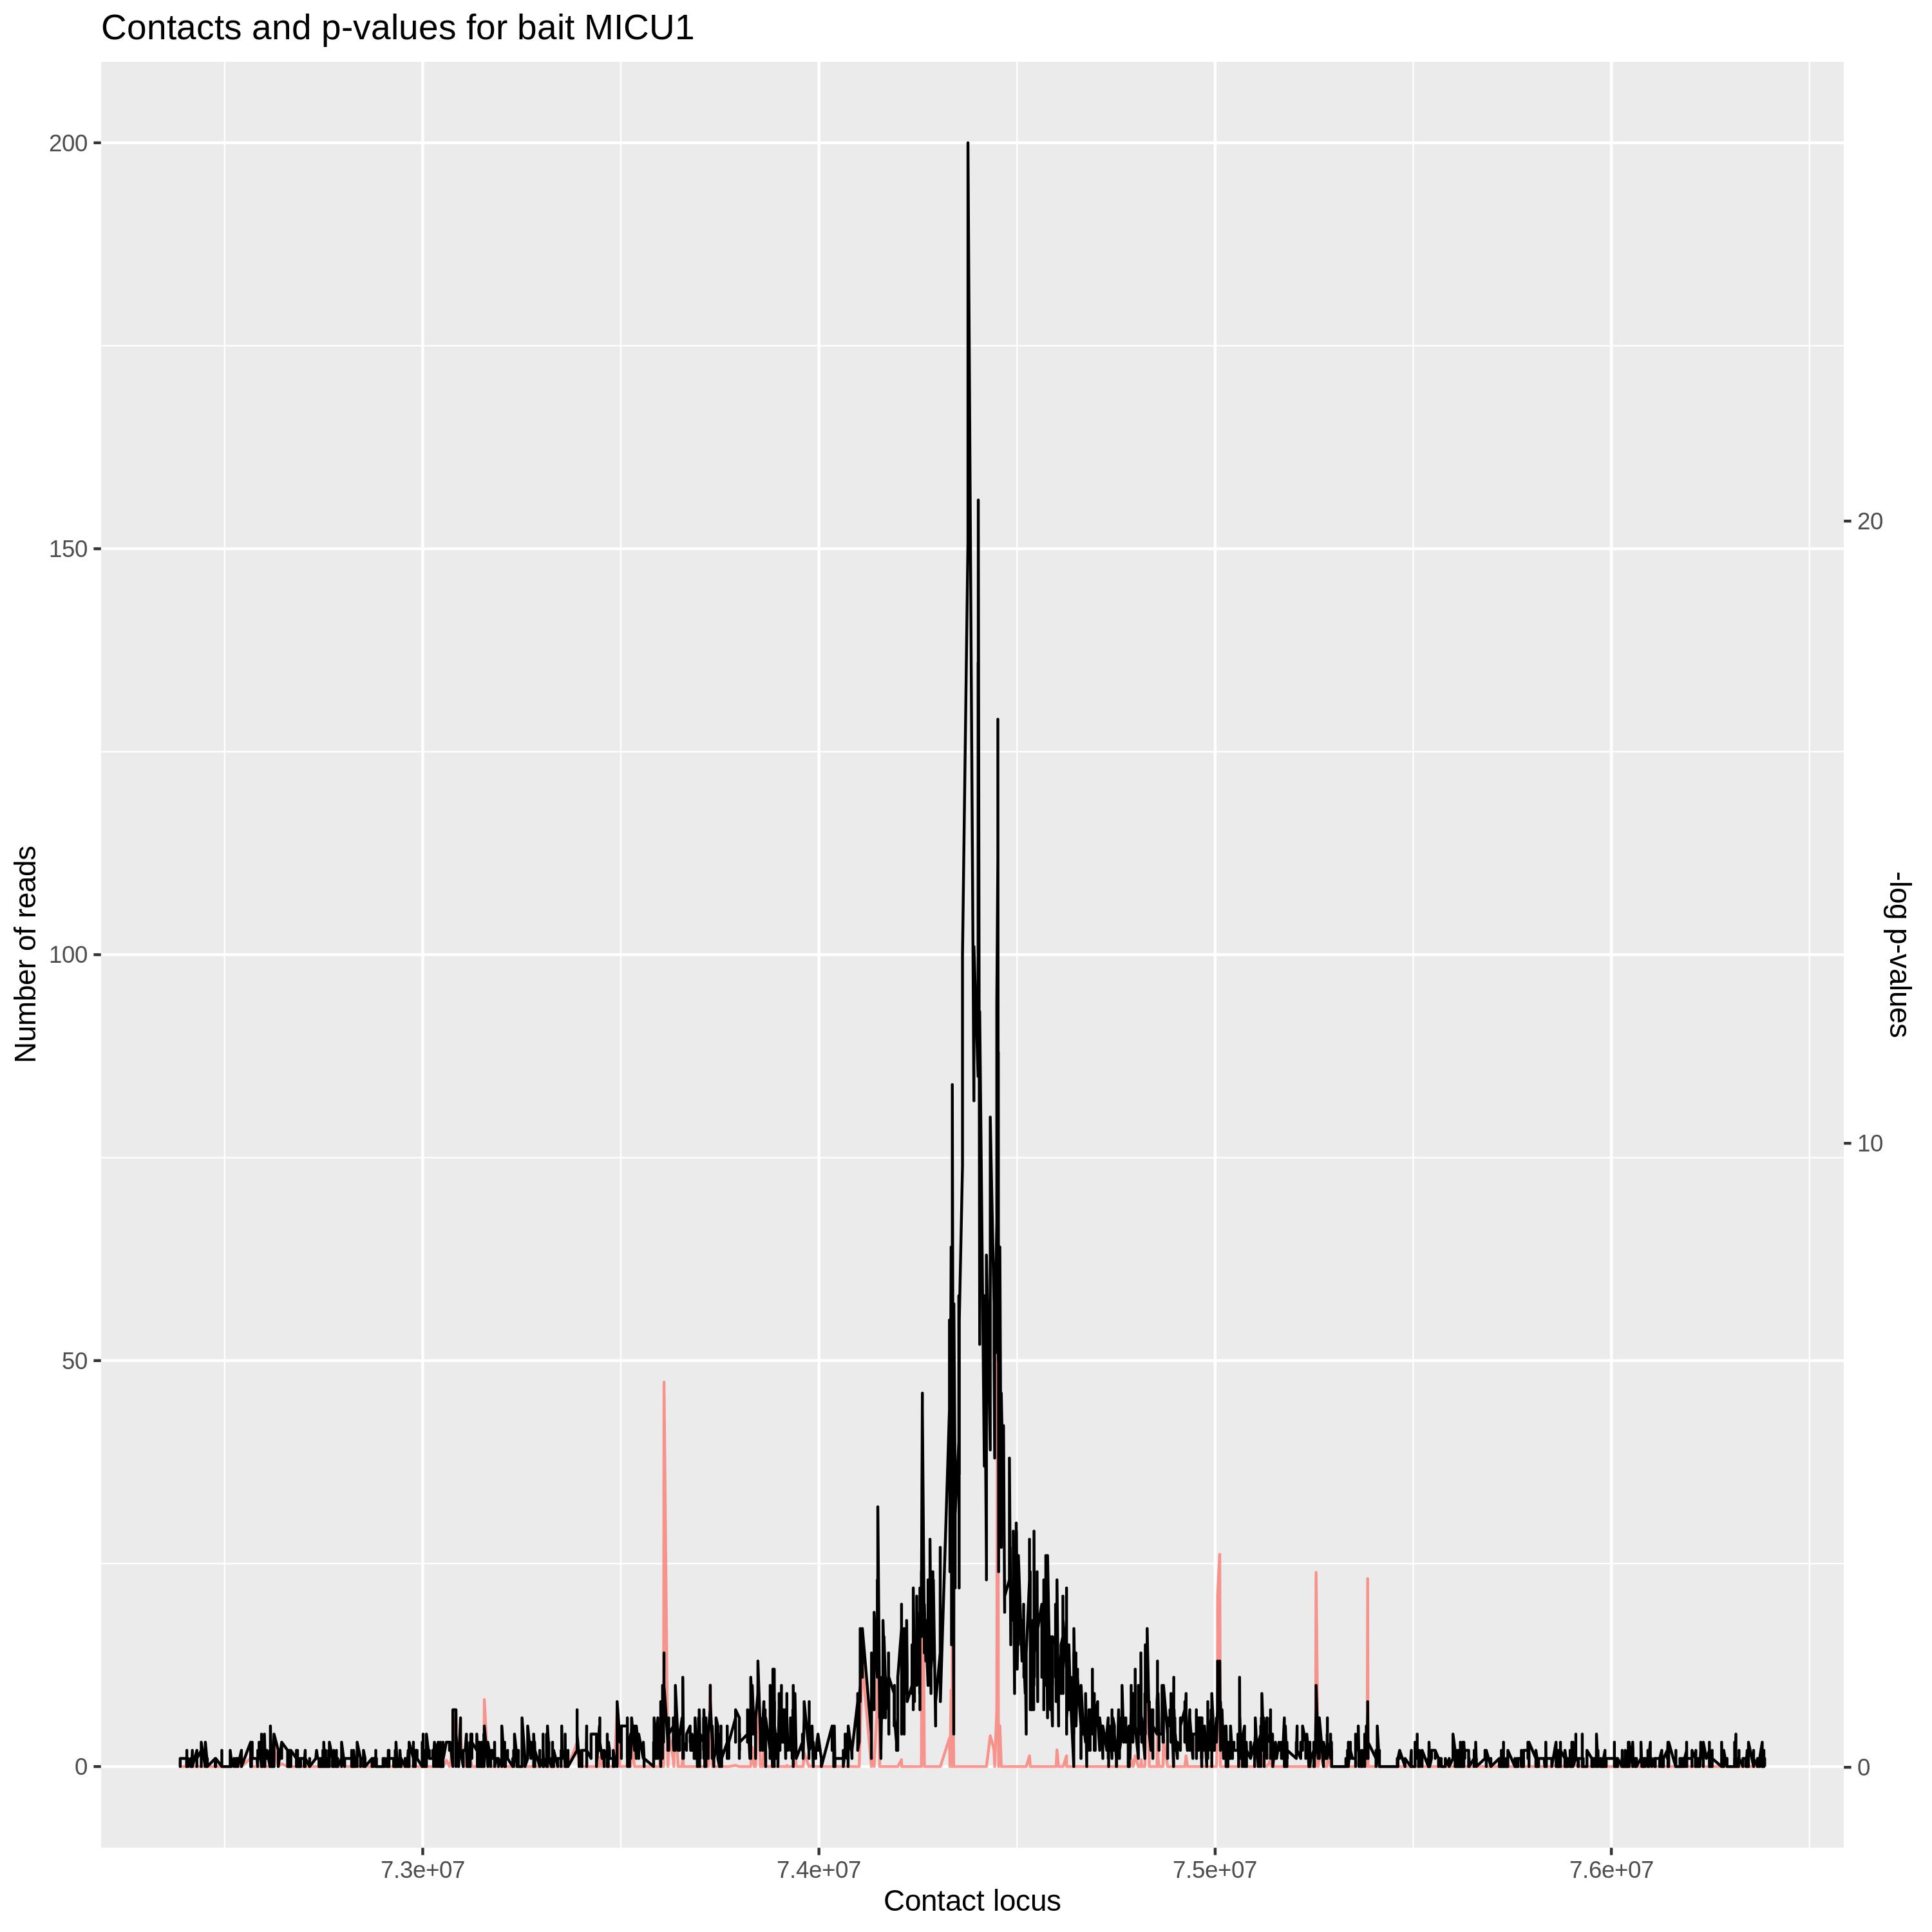 Contacts and p-values for bait MICU1
200
150
100
50
0
Number of reads
20
10
0
-log p-values
7.3e+07
7.4e+07
7.5e+07
7.6e+07
Contact locus